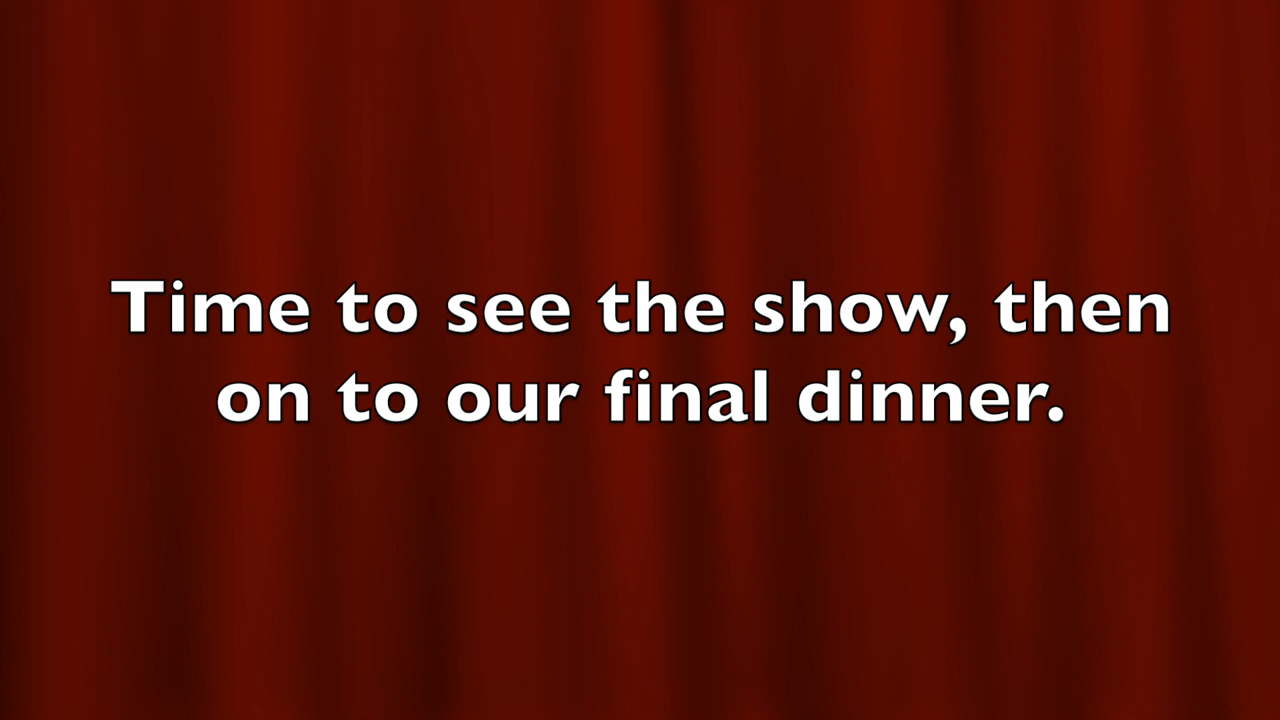 Time to see the show, then
on to our final dinner.